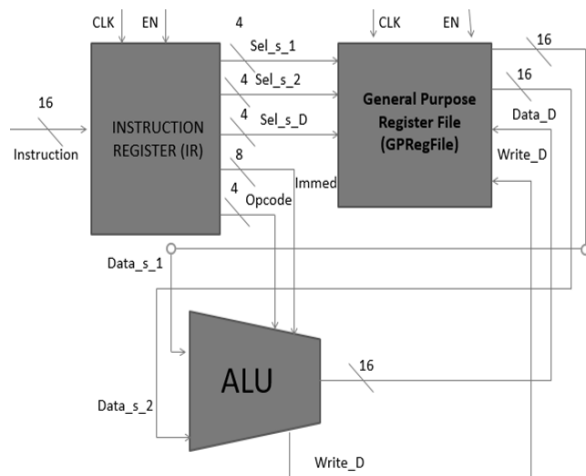 CLK
EN
4
Sel_s_1
4
Sel_s_2
4
Sel_s_D
8
4
Opcode
Immed
16
Instruction
INSTRUCTION
REGISTER (IR)
CLK
EN
General Purpose
Register File
(GPRegFile)
16
16
Data_D
Write_D
Data_s_1
Data_s_2
ALU
16
Write_D